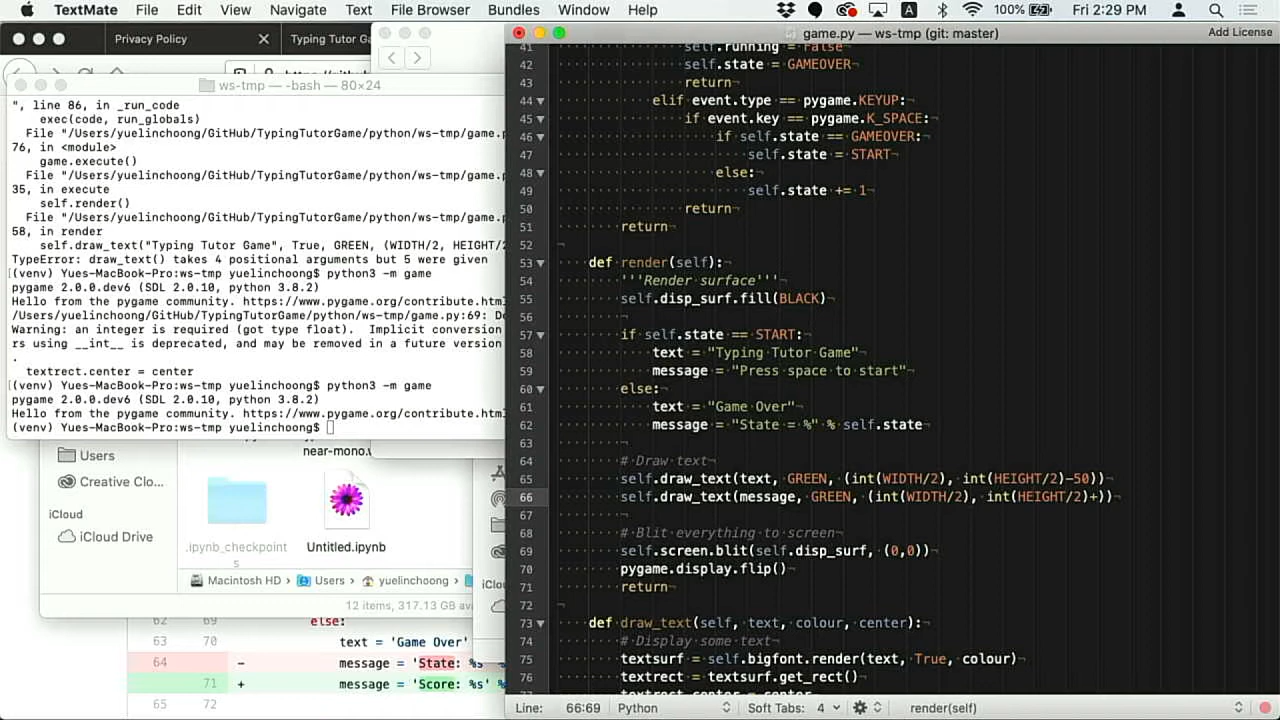 TextMate File Edit View Navigate Text File Browser Bundles Window Help 100% Fri 2:29 PM
Privacy Policy
Typing Tutor Ga
game.py — ws-tmp (git: master)
Add License
ws-tmp — -bash — 80×24
", line 86, in _run_code
exec(code, run_globals)
File "/Users/yuelinchoong/GitHub/TypingTutorGame/python/ws-tmp/game.p
76, in <module>
game.execute()
File "/Users/yuelinchoong/GitHub/TypingTutorGame/python/ws-tmp/game.p
35, in execute
self.render()
File "/Users/yuelinchoong/GitHub/TypingTutorGame/python/ws-tmp/game.p
58, in render
self.draw_text("Typing Tutor Game", True, GREEN, (WIDTH/2, HEIGHT/2
TypeError: draw_text() takes 4 positional arguments but 5 were given
(venv) Yues-MacBook-Pro:ws-tmp yuelinchoong$ python3 -m game
pygame 2.0.0.dev6 (SDL 2.0.10, python 3.8.2)
Hello from the pygame community. https://www.pygame.org/contribute.html
/Users/yuelinchoong/GitHub/TypingTutorGame/python/ws-tmp/game.py:69: De
Warning: an integer is required (got type float).  Implicit conversion
rs using __int__ is deprecated, and may be removed in a future version
.
textrect.center = center
(venv) Yues-MacBook-Pro:ws-tmp yuelinchoong$ python3 -m game
pygame 2.0.0.dev6 (SDL 2.0.10, python 3.8.2)
Hello from the pygame community. https://www.pygame.org/contribute.html
(venv) Yues-MacBook-Pro:ws-tmp yuelinchoong$
near-mono.
Users
Creative Clo...
iCloud
iCloud Drive
.ipynb_checkpoint
s
Untitled.ipynb
Macintosh HD › Users › yuelinchoong ›
12 items, 317.13 GB ava
iClou
62 69 else:
63 70 text = 'Game Over'
64 - message = 'State: %s' %
71 + message = 'Score: %s' %
65 72
41 self.running = False
42 self.state = GAMEOVER
43 return
44 elif event.type == pygame.KEYUP:
45 if event.key == pygame.K_SPACE:
46 if self.state == GAMEOVER:
47 self.state = START
48 else:
49 self.state += 1
50 return
51 return
52
53 def render(self):
54 '''Render surface'''
55 self.disp_surf.fill(BLACK)
56
57 if self.state == START:
58 text = "Typing Tutor Game"
59 message = "Press space to start"
60 else:
61 text = "Game Over"
62 message = "State = %" % self.state
63
64 # Draw text
65 self.draw_text(text, GREEN, (int(WIDTH/2), int(HEIGHT/2)-50))
66 self.draw_text(message, GREEN, (int(WIDTH/2), int(HEIGHT/2)+))
67
68 # Blit everything to screen
69 self.screen.blit(self.disp_surf, (0,0))
70 pygame.display.flip()
71 return
72
73 def draw_text(self, text, colour, center):
74 # Display some text
75 textsurf = self.bigfont.render(text, True, colour)
76 textrect = textsurf.get_rect()
77 textrect.center = center
Line: 66:69 Python Soft Tabs: 4 render(self)